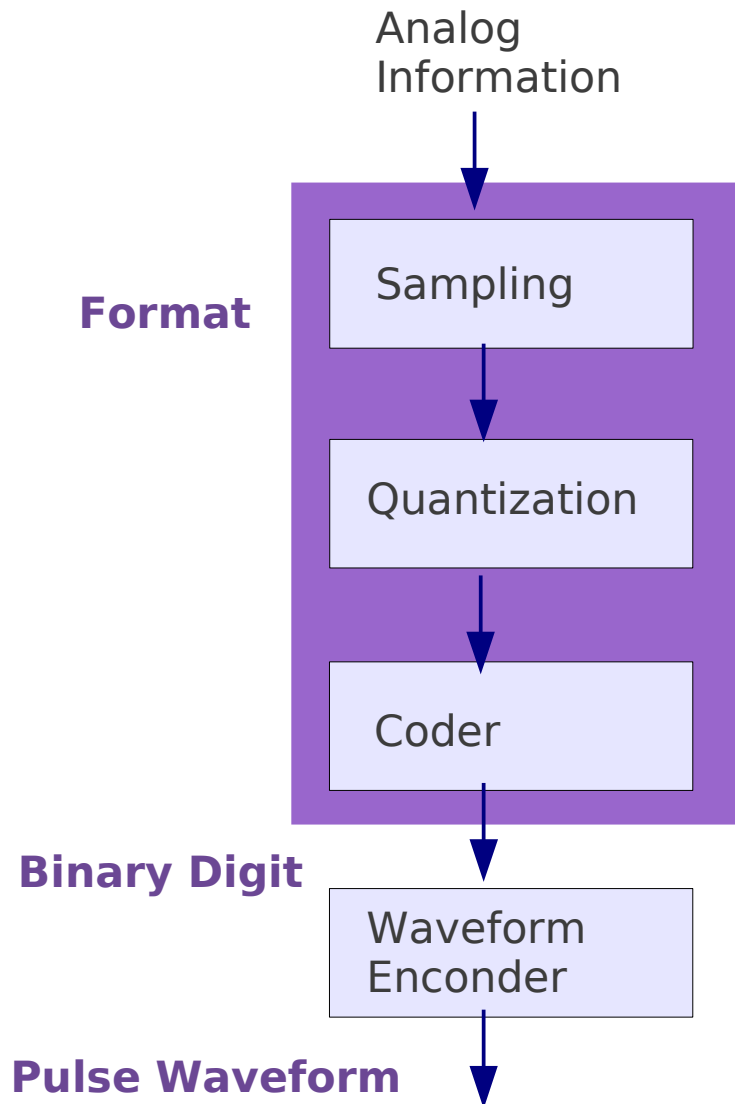 Analog
Information
Sampling
Format
Quantization
Coder
Binary Digit
Waveform
Enconder
Pulse Waveform